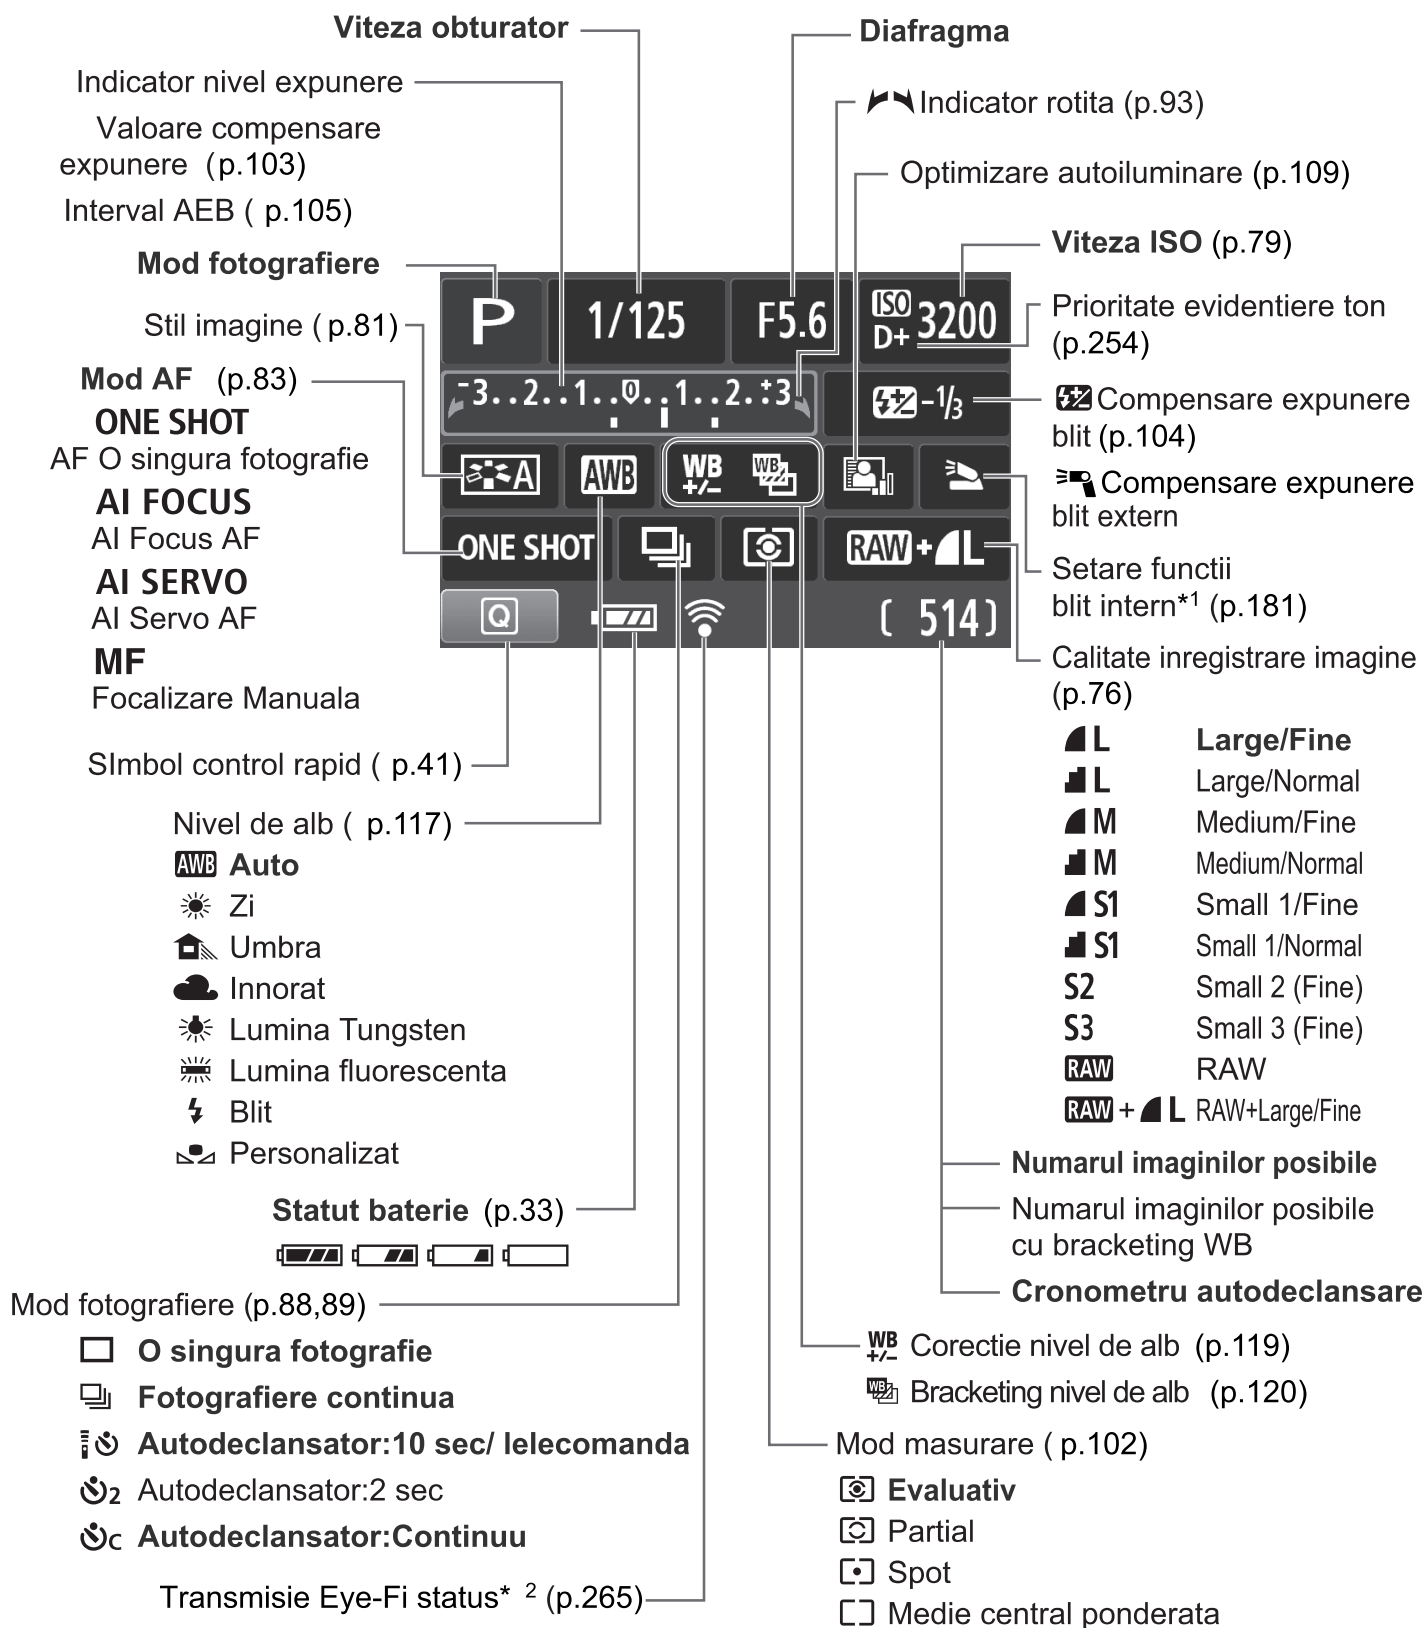 Viteza obturator
Diafragma
Indicator nivel expunere
Indicator rotita (p.93)
Valoare compensare
expunere (p.103)
Optimizare autoiluminare (p.109)
Interval AEB ( p.105)
Viteza ISO (p.79)
Mod fotografiere
Prioritate evidentiere ton
(p.254)
Stil imagine ( p.81)
Mod AF (p.83)
ONE SHOT
AF O singura fotografie
AI FOCUS
AI Focus AF
AI SERVO
AI Servo AF
MF
Focalizare Manuala
P 1/125 F5.6 ISO D+ 3200
-3..2..1..0..1..2.+3 -1/3
A AWB WB +/- WB
ONE SHOT RAW+ L
Q ( 514)
Compensare expunere
blit (p.104)
Compensare expunere
blit extern
Setare functii
blit intern*1 (p.181)
Calitate inregistrare imagine
(p.76)
L Large/Fine
L Large/Normal
M Medium/Fine
M Medium/Normal
S1 Small 1/Fine
S1 Small 1/Normal
S2 Small 2 (Fine)
S3 Small 3 (Fine)
RAW RAW
RAW + L RAW+Large/Fine
SImbol control rapid ( p.41)
Nivel de alb ( p.117)
AWB Auto
Zi
Umbra
Innorat
Lumina Tungsten
Lumina fluorescenta
Blit
Personalizat
Statut baterie (p.33)
Numarul imaginilor posibile
Numarul imaginilor posibile
cu bracketing WB
Cronometru autodeclansare
Mod fotografiere (p.88,89)
O singura fotografie
Fotografiere continua
Autodeclansator:10 sec/ lelecomanda
2 Autodeclansator:2 sec
C Autodeclansator:Continuu
Transmisie Eye-Fi status* 2 (p.265)
WB +/- Corectie nivel de alb (p.119)
WB Bracketing nivel de alb (p.120)
Mod masurare ( p.102)
Evaluativ
Partial
Spot
Medie central ponderata